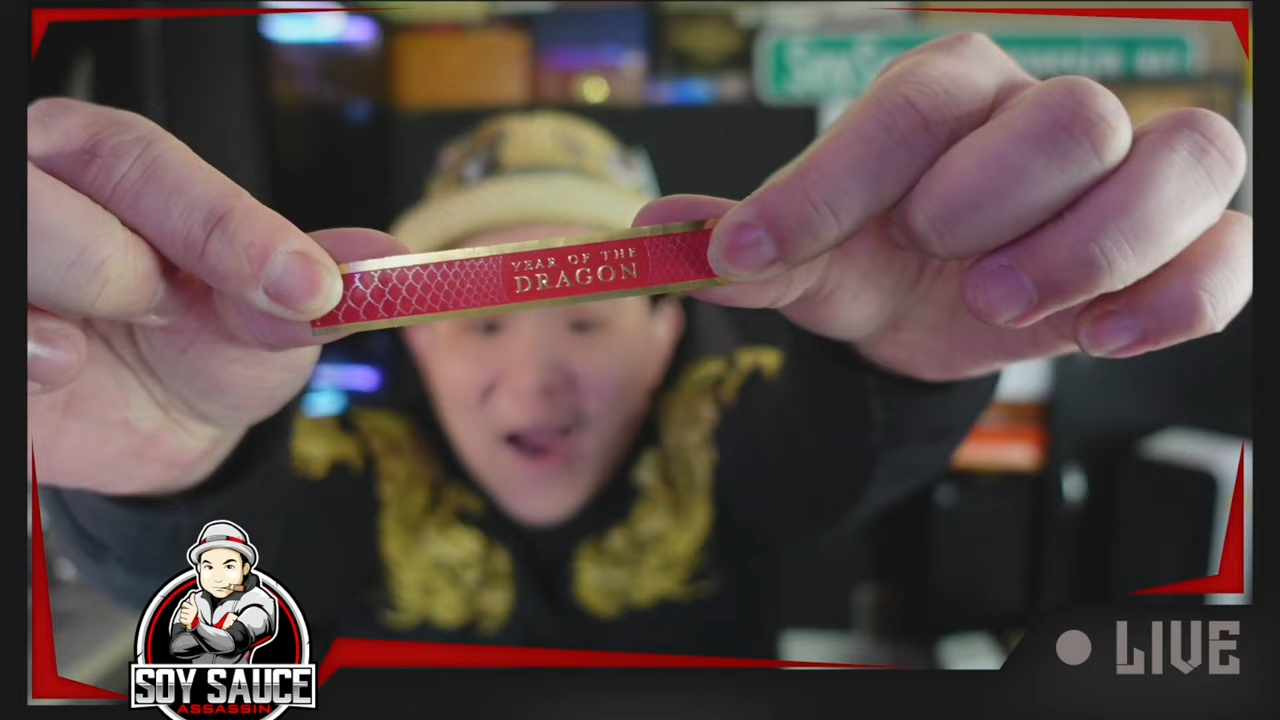 YEAR OF THE
DRAGON
SOY SAUCE
ASSASSIN
LIVE